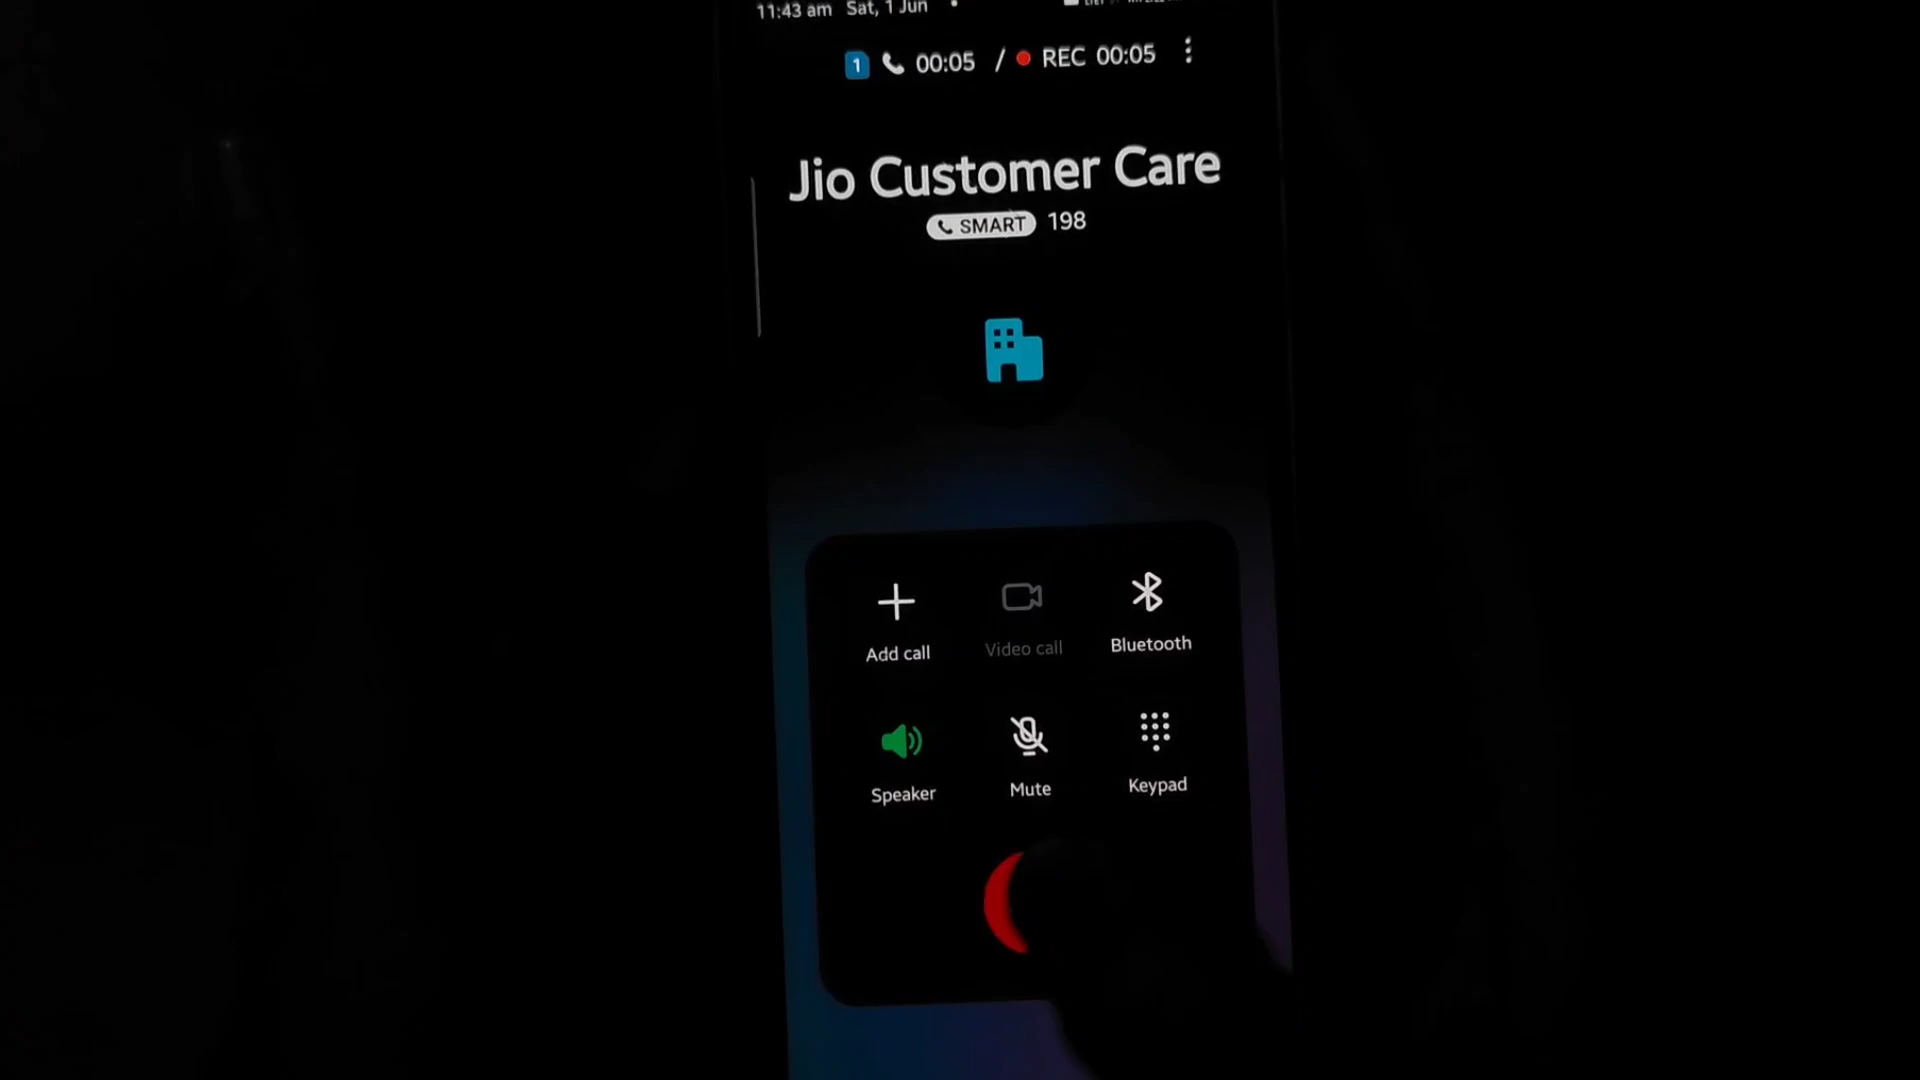 11:43 am Sat, 1 Jun
1 00:05 / REC 00:05
Jio Customer Care
SMART 198
Add call Video call Bluetooth
Speaker Mute Keypad